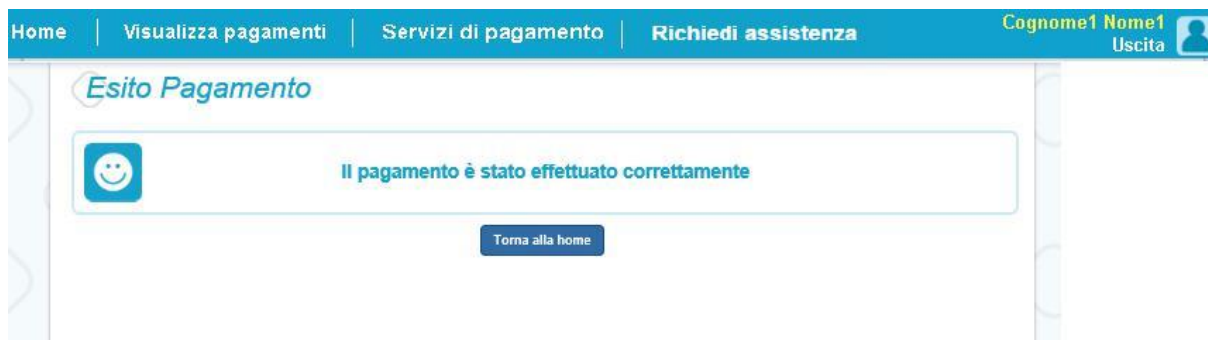 Home Visualizza pagamenti Servizi di pagamento Richiedi assistenza Cognome1 Nome1
Uscita
Esito Pagamento
Il pagamento è stato effettuato correttamente
Torna alla home